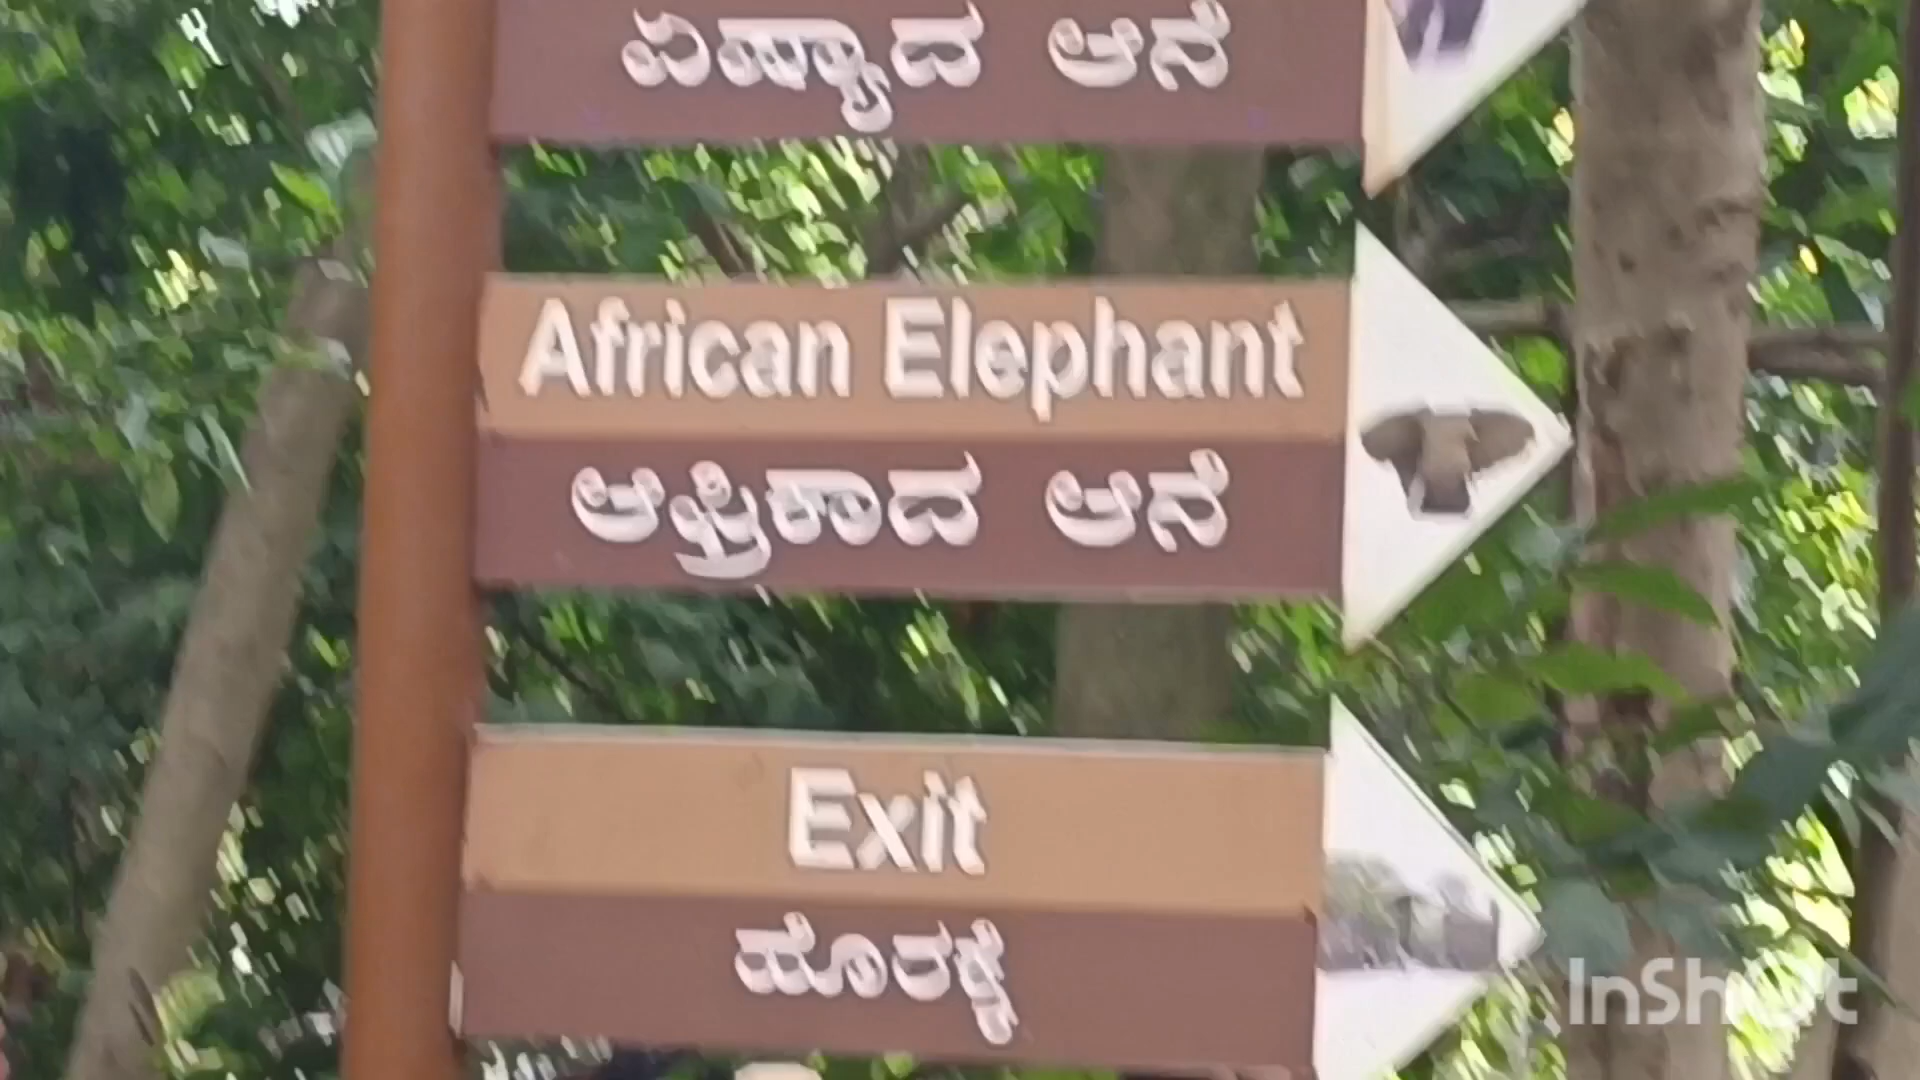 ಏಷ್ಯಾದ ಆನೆ
African Elephant
ಆಫ್ರಿಕಾದ ಆನೆ
Exit
ಹೊರಕ್ಕೆ
InShOt